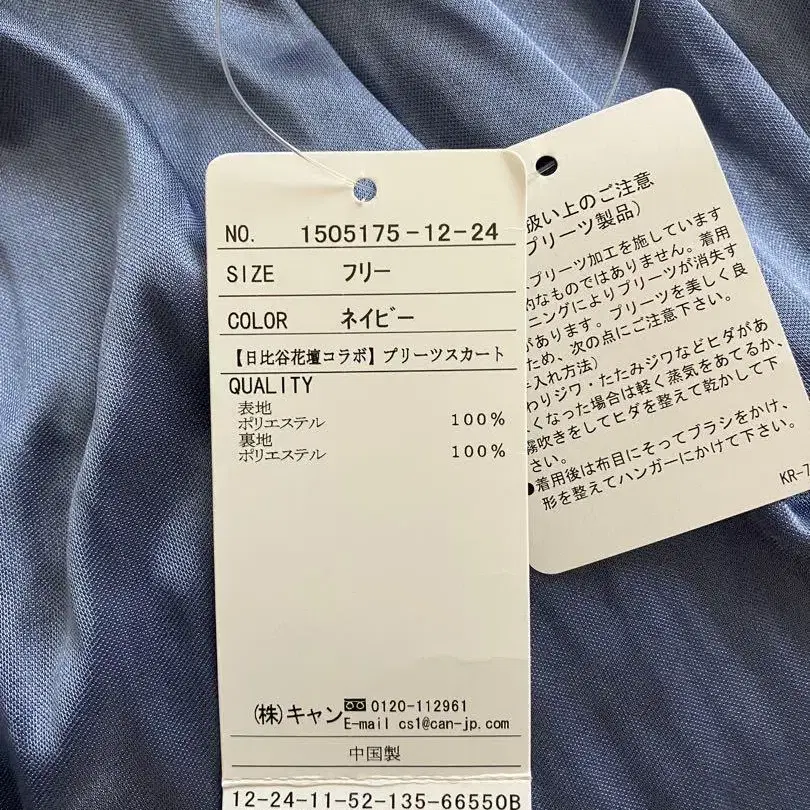 NO. 1505175-12-24
SIZE フリー
COLOR ネイビー
【日比谷花壇コラボ】プリーツスカート
QUALITY
表地
ポリエステル 100%
裏地
ポリエステル 100%
(株)キャン 0120-112961
E-mail cs1@can-jp.com
中国製
12-24-11-52-135-66550B
扱い上のご注意
プリーツ製品)
プリーツ加工を施しています
的なものではありません。着用
ニングによりプリーツが消失す
があります。プリーツを美しく良
ため、次の点にご注意下さい。
入れ方法)
わりジワ・たたみジワなどヒダがあ
くなった場合は軽く蒸気をあてるか、
霧吹きをしてヒダを整えて乾かして下
さい。
●着用後は布目にそってブラシをかけ、
形を整えてハンガーにかけて下さい。
KR-7